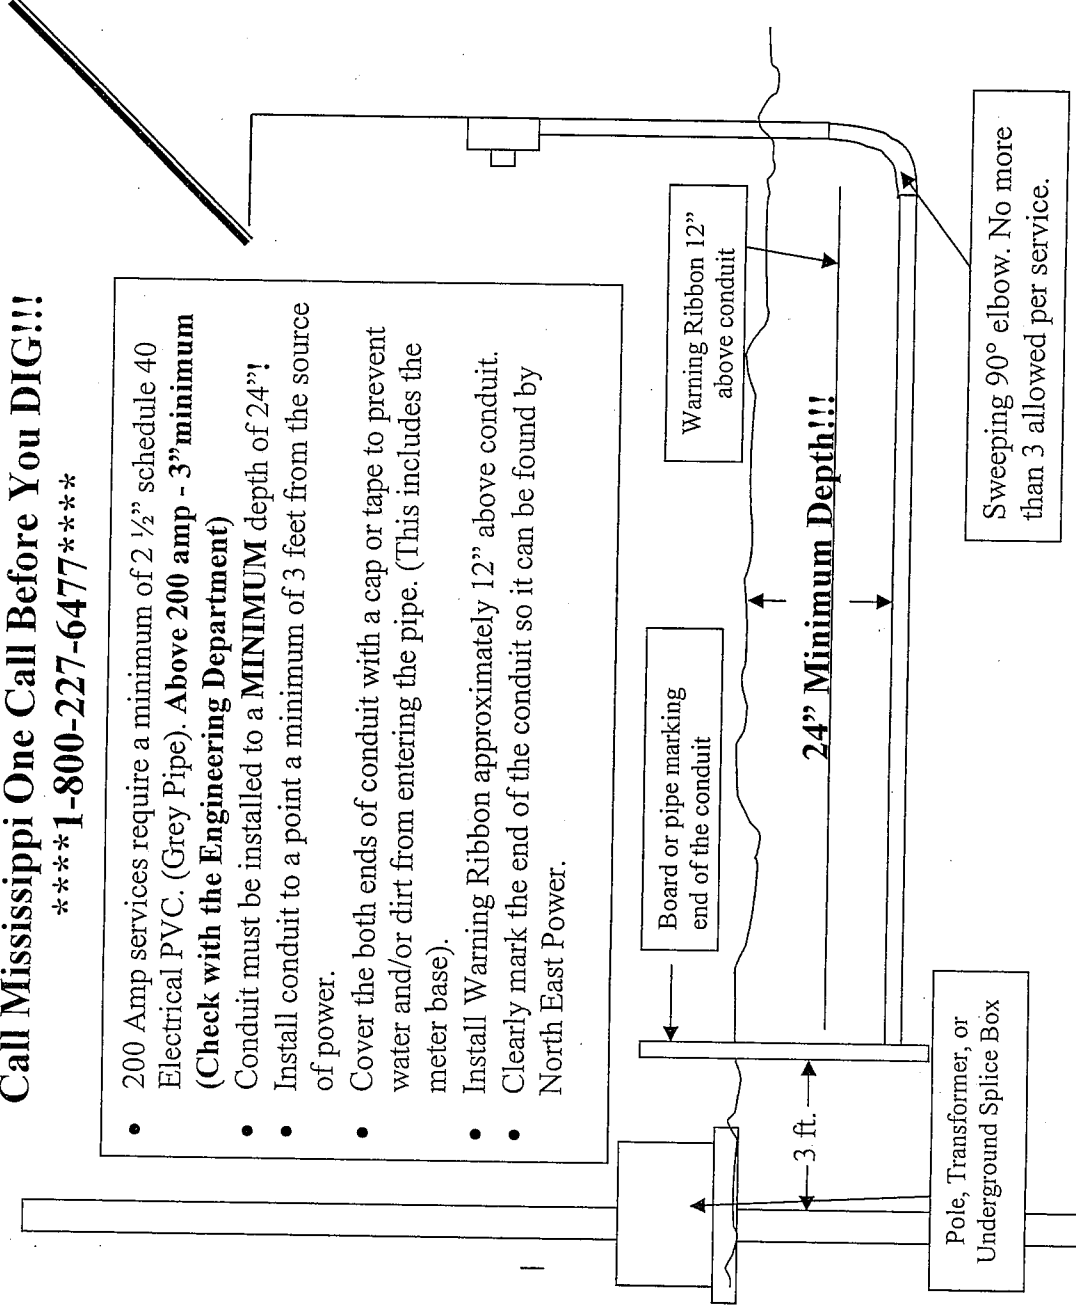 Call Mississippi One Call Before You DIG!!!
****1-800-227-6477****
• 200 Amp services require a minimum of 2 ½” schedule 40
Electrical PVC. (Grey Pipe). Above 200 amp - 3”minimum
(Check with the Engineering Department)
• Conduit must be installed to a MINIMUM depth of 24”!
• Install conduit to a point a minimum of 3 feet from the source
of power.
• Cover the both ends of conduit with a cap or tape to prevent
water and/or dirt from entering the pipe. (This includes the
meter base).
• Install Warning Ribbon approximately 12” above conduit.
• Clearly mark the end of the conduit so it can be found by
North East Power.
Board or pipe marking
end of the conduit
Warning Ribbon 12”
above conduit
3 ft.
24” Minimum Depth!!!
Pole, Transformer, or
Underground Splice Box
Sweeping 90° elbow. No more
than 3 allowed per service.